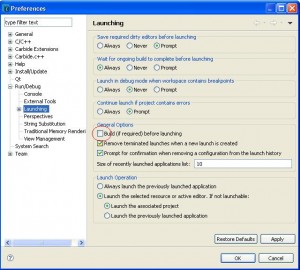 Preferences
type filter text
General
C/C++
Carbide Extensions
Carbide.c++
Help
Install/Update
Qt
Run/Debug
Console
External Tools
Launching
Perspectives
String Substitution
Traditional Memory Render
View Management
System Search
Team
Launching
Save required dirty editors before launching
Always Never Prompt
Wait for ongoing build to complete before launching
Always Never Prompt
Launch in debug mode when workspace contains breakpoints
Always Never Prompt
Continue launch if project contains errors
Always Prompt
General Options
Build (if required) before launching
Remove terminated launches when a new launch is created
Prompt for confirmation when removing a configuration from the launch history
Size of recently launched applications list: 10
Launch Operation
Always launch the previously launched application
Launch the selected resource or active editor. If not launchable:
Launch the associated project
Launch the previously launched application
Restore Defaults Apply
? OK Cancel